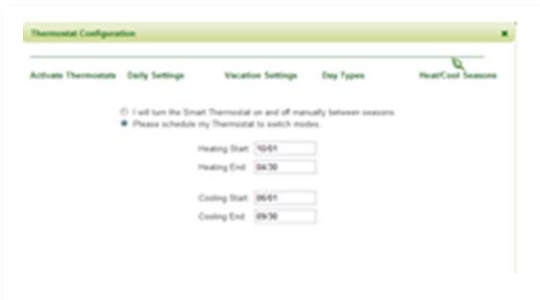 Thermostat Configuration
Activate Thermostats Daily Settings Vacation Settings Day Types Heat/Cool Seasons
I will turn the Smart Thermostat on and off manually between seasons.
Please schedule my Thermostat to switch modes.
Heating Start: 10/01
Heating End: 04/30
Cooling Start: 06/01
Cooling End: 09/30